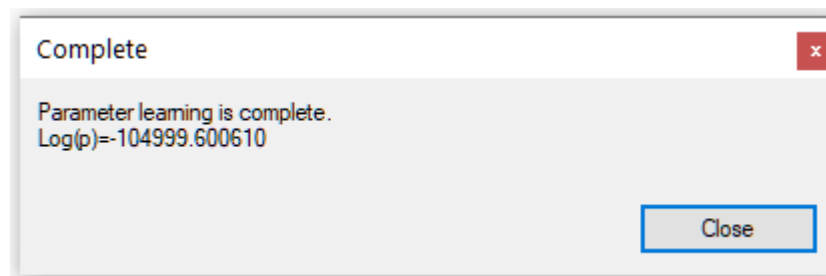 Complete
x
Parameter learning is complete.
Log(p)=-104999.600610
Close